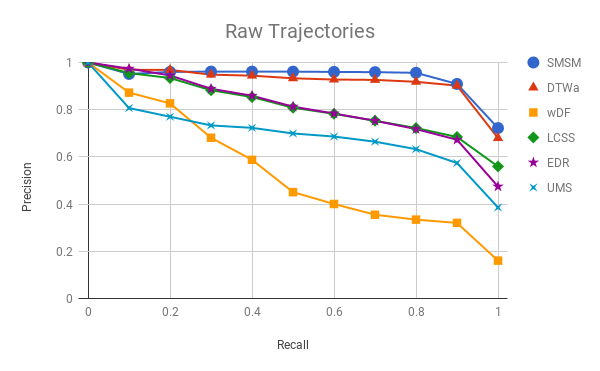 Raw Trajectories
1
0.8
0.6
0.4
0.2
0
Precision
0
0.2
0.4
0.6
0.8
1
Recall
SMSM
DTWa
wDF
LCSS
EDR
UMS